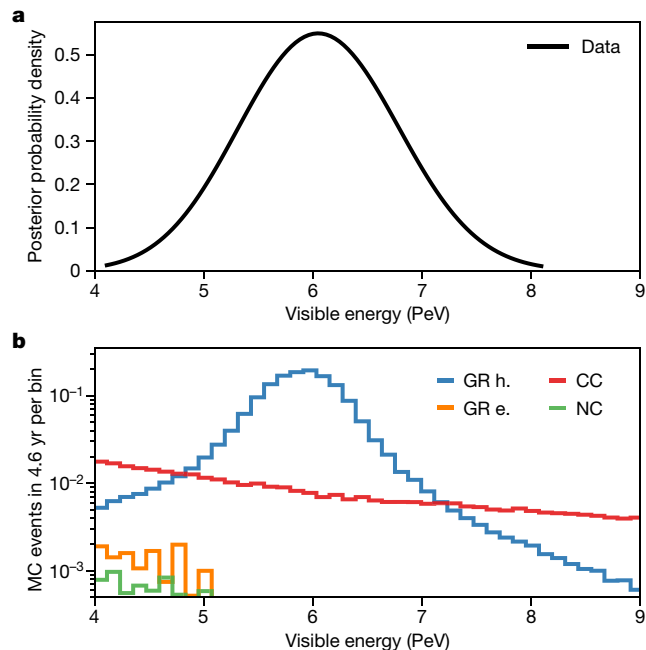 a
Posterior probability density
0.5
0.4
0.3
0.2
0.1
0
Data
4 5 6 7 8 9
Visible energy (PeV)
b
MC events in 4.6 yr per bin
10⁻¹
10⁻²
10⁻³
GR h. CC
GR e. NC
4 5 6 7 8 9
Visible energy (PeV)